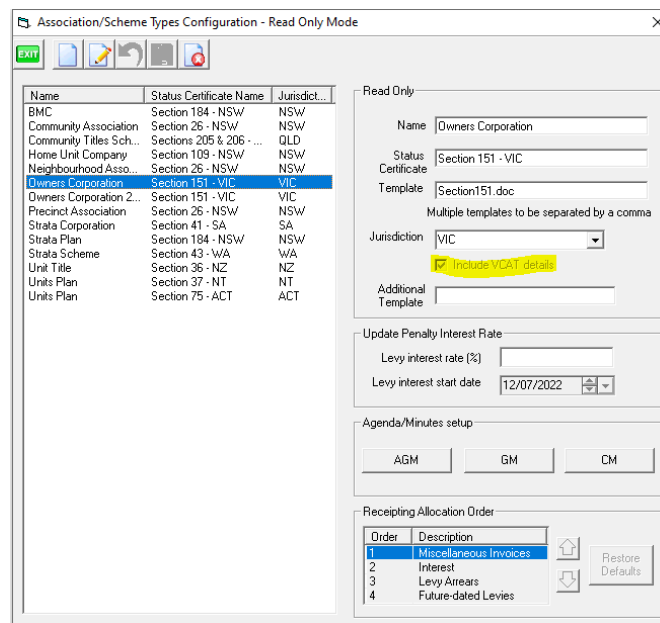 Association/Scheme Types Configuration - Read Only Mode
EXIT
Name Status Certificate Name Jurisdict...
BMC Section 184 - NSW NSW
Community Association Section 26 - NSW NSW
Community Titles Sch... Sections 205 & 206 - ... QLD
Home Unit Company Section 109 - NSW NSW
Neighbourhood Asso... Section 26 - NSW NSW
Owners Corporation Section 151 - VIC VIC
Owners Corporation 2... Section 151 - VIC VIC
Precinct Association Section 26 - NSW NSW
Strata Corporation Section 41 - SA SA
Strata Plan Section 184 - NSW NSW
Strata Scheme Section 43 - WA WA
Unit Title Section 36 - NZ NZ
Units Plan Section 37 - NT NT
Units Plan Section 75 - ACT ACT
Read Only
Name Owners Corporation
Status Certificate Section 151 - VIC
Template Section151.doc
Multiple templates to be separated by a comma
Jurisdiction VIC
Include VCAT details
Additional Template
Update Penalty Interest Rate
Levy interest rate (%)
Levy interest start date 12/07/2022
Agenda/Minutes setup
AGM GM CM
Receipting Allocation Order
Order Description
1 Miscellaneous Invoices
2 Interest
3 Levy Arrears
4 Future-dated Levies
Restore Defaults